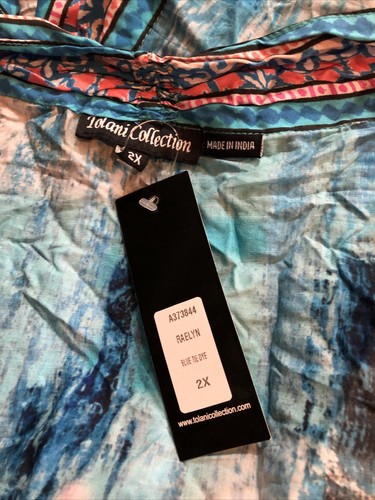 Tolani Collection
MADE IN INDIA
2X
A373844
RAELYN
BLUE TIE DYE
2X
www.tolanicollection.com